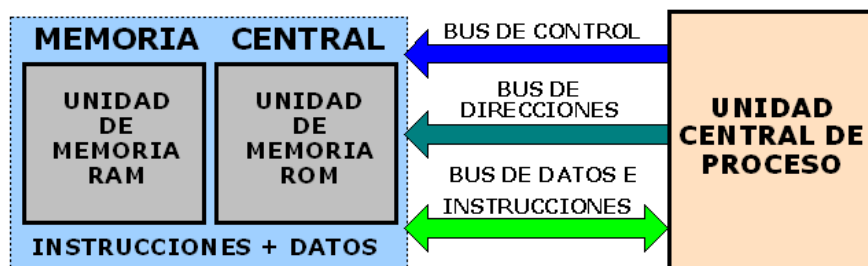 MEMORIA CENTRAL
UNIDAD
DE
MEMORIA
RAM
UNIDAD
DE
MEMORIA
ROM
INSTRUCCIONES + DATOS
BUS DE CONTROL
BUS DE
DIRECCIONES
BUS DE DATOS E
INSTRUCCIONES
UNIDAD
CENTRAL DE
PROCESO